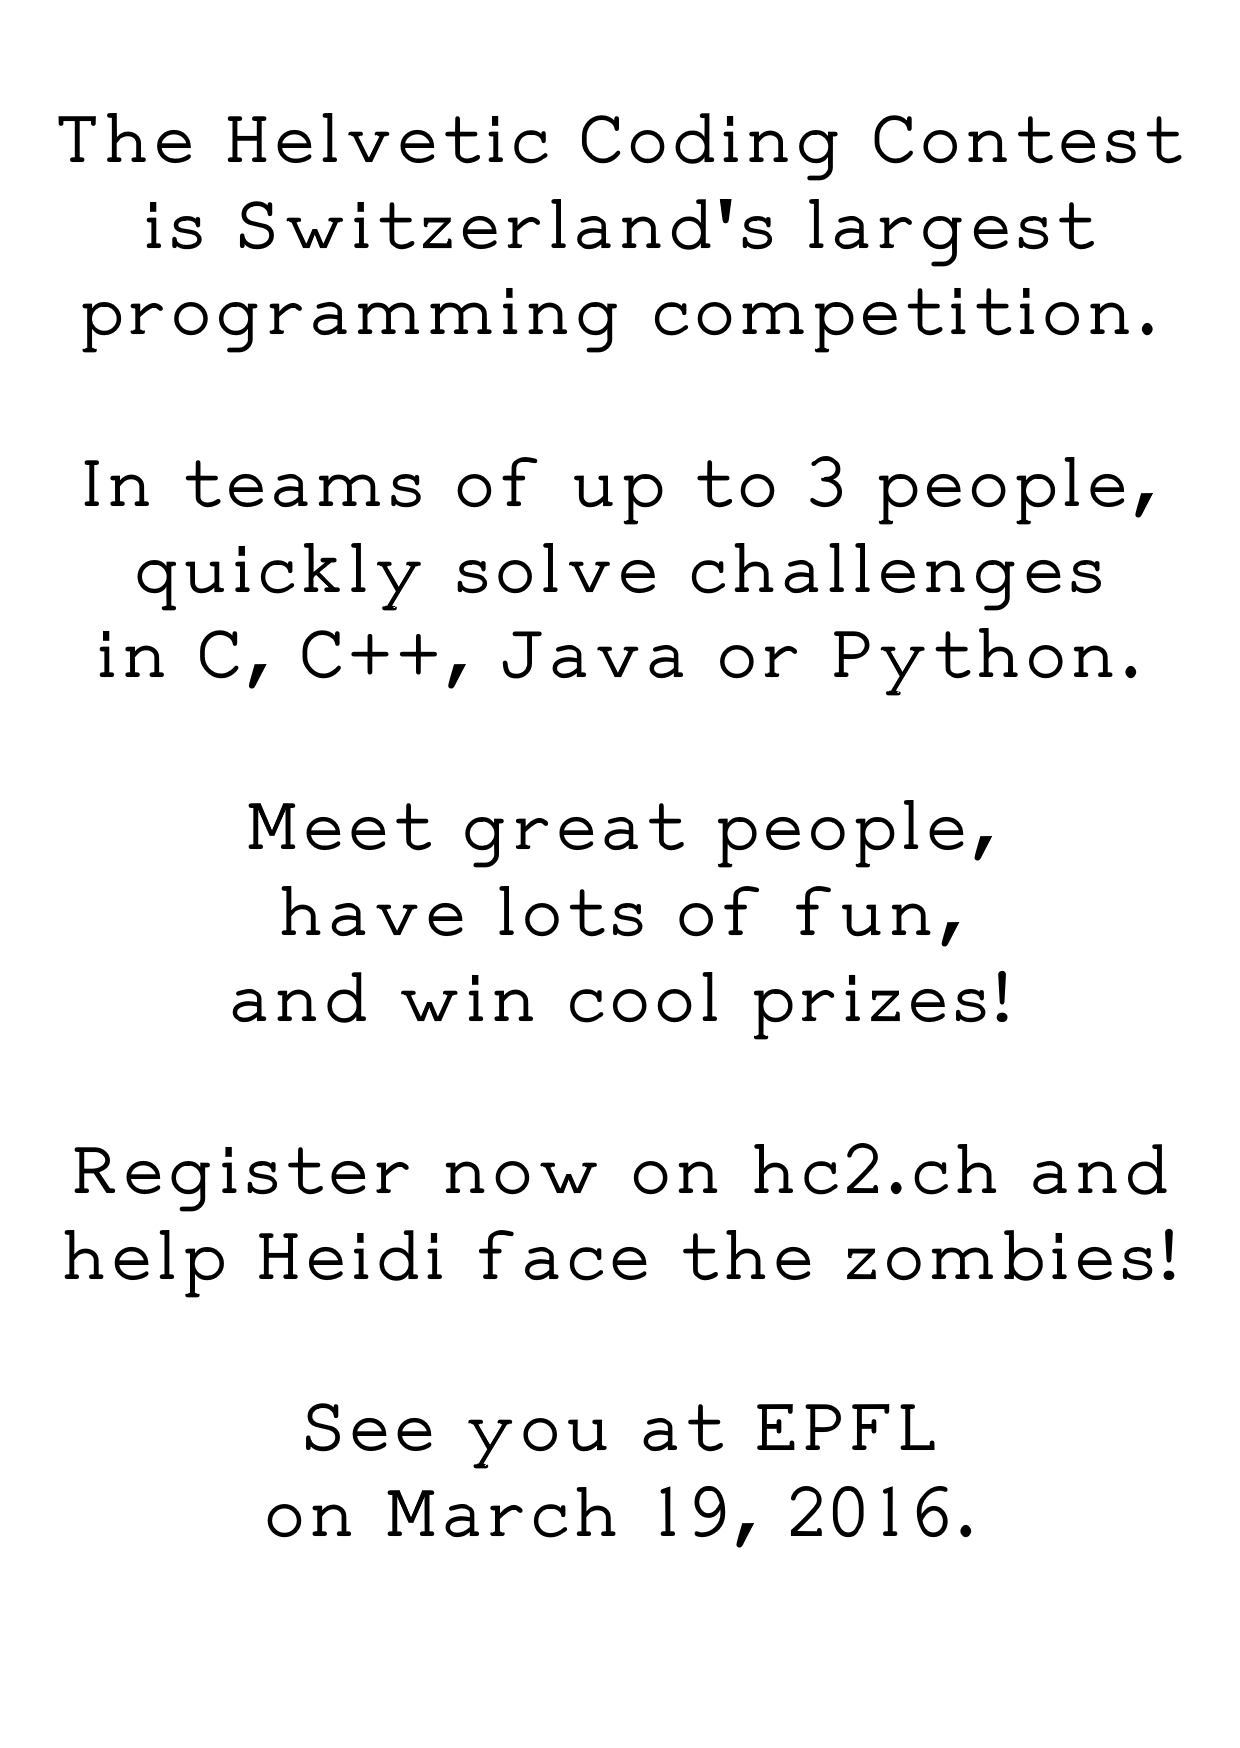 The Helvetic Coding Contest
is Switzerland's largest
programming competition.
In teams of up to 3 people,
quickly solve challenges
in C, C++, Java or Python.
Meet great people,
have lots of fun,
and win cool prizes!
Register now on hc2.ch and
help Heidi face the zombies!
See you at EPFL
on March 19, 2016.